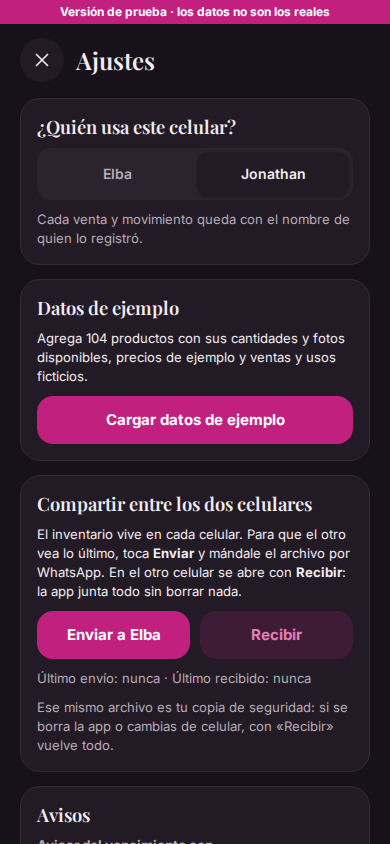 Versión de prueba · los datos no son los reales
Ajustes
¿Quién usa este celular?
Elba
Jonathan
Cada venta y movimiento queda con el nombre de
quien lo registró.
Datos de ejemplo
Agrega 104 productos con sus cantidades y fotos
disponibles, precios de ejemplo y ventas y usos
ficticios.
Cargar datos de ejemplo
Compartir entre los dos celulares
El inventario vive en cada celular. Para que el otro
vea lo último, toca Enviar y mándale el archivo por
WhatsApp. En el otro celular se abre con Recibir:
la app junta todo sin borrar nada.
Enviar a Elba
Recibir
Último envío: nunca · Último recibido: nunca
Ese mismo archivo es tu copia de seguridad: si se
borra la app o cambias de celular, con «Recibir»
vuelve todo.
Avisos